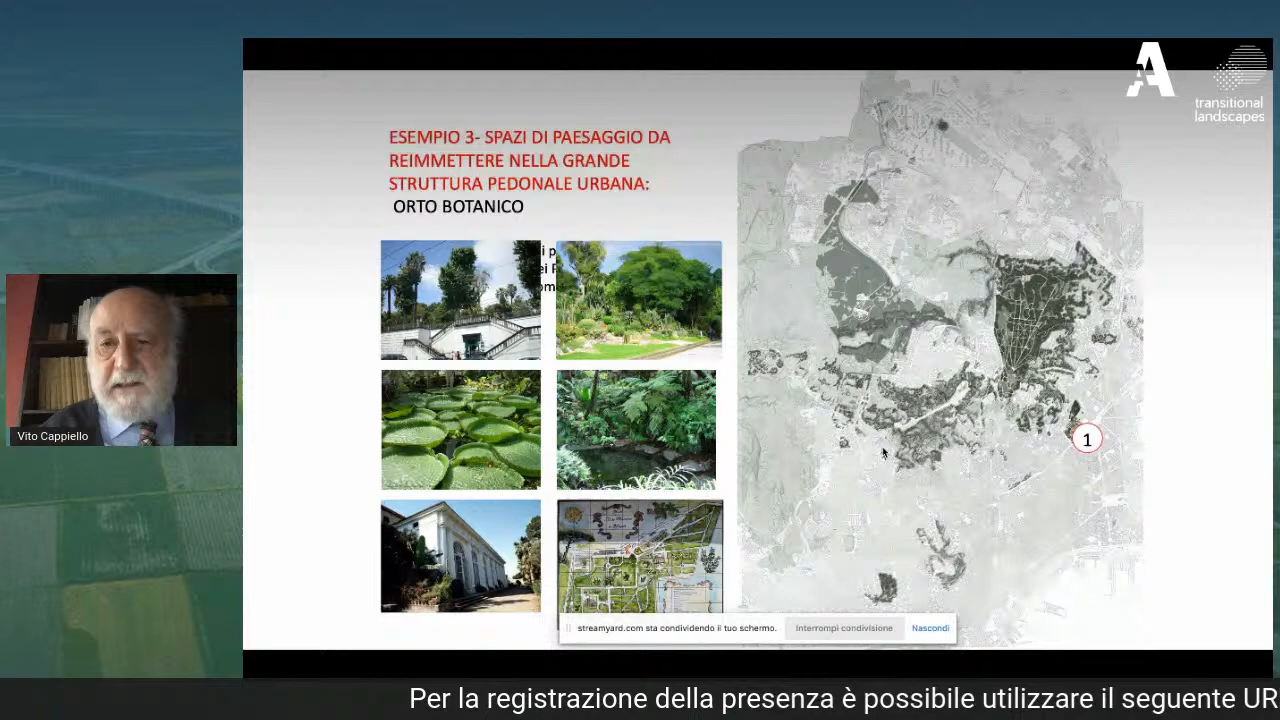 A
transitional
landscapes
ESEMPIO 3- SPAZI DI PAESAGGIO DA
REIMMETTERE NELLA GRANDE
STRUTTURA PEDONALE URBANA:
ORTO BOTANICO
1
Vito Cappiello
streamyard.com sta condividendo il tuo schermo.
Interrompi condivisione
Nascondi
Per la registrazione della presenza è possibile utilizzare il seguente UR